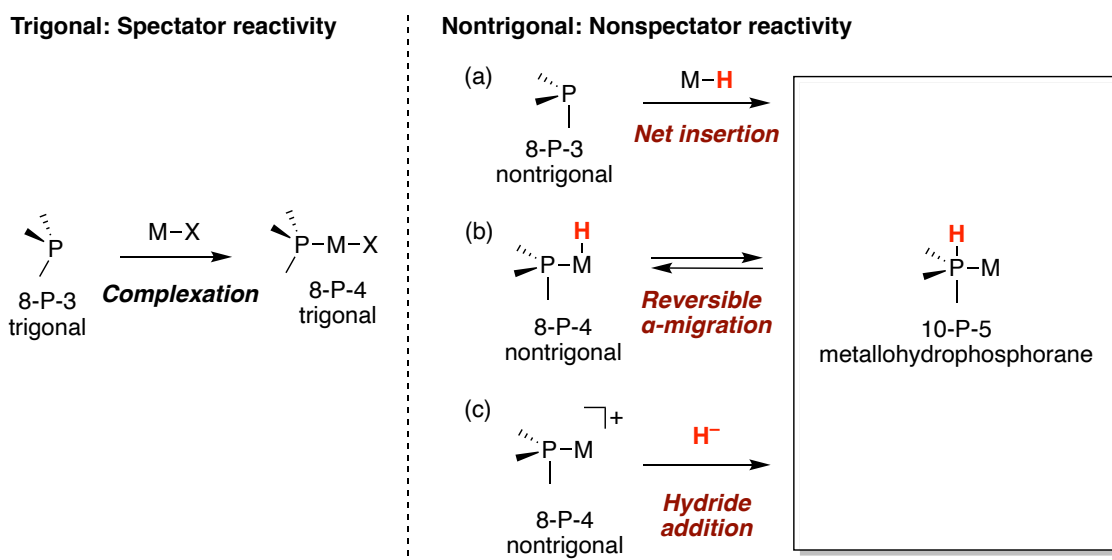 Trigonal: Spectator reactivity
P
8-P-3
trigonal
M–X
Complexation
P–M–X
8-P-4
trigonal
Nontrigonal: Nonspectator reactivity
(a)
P
8-P-3
nontrigonal
M–H
Net insertion
(b)
H
P–M
8-P-4
nontrigonal
Reversible
α-migration
(c)
P–M
+
8-P-4
nontrigonal
H–
Hydride
addition
H
P–M
10-P-5
metallohydrophosphorane